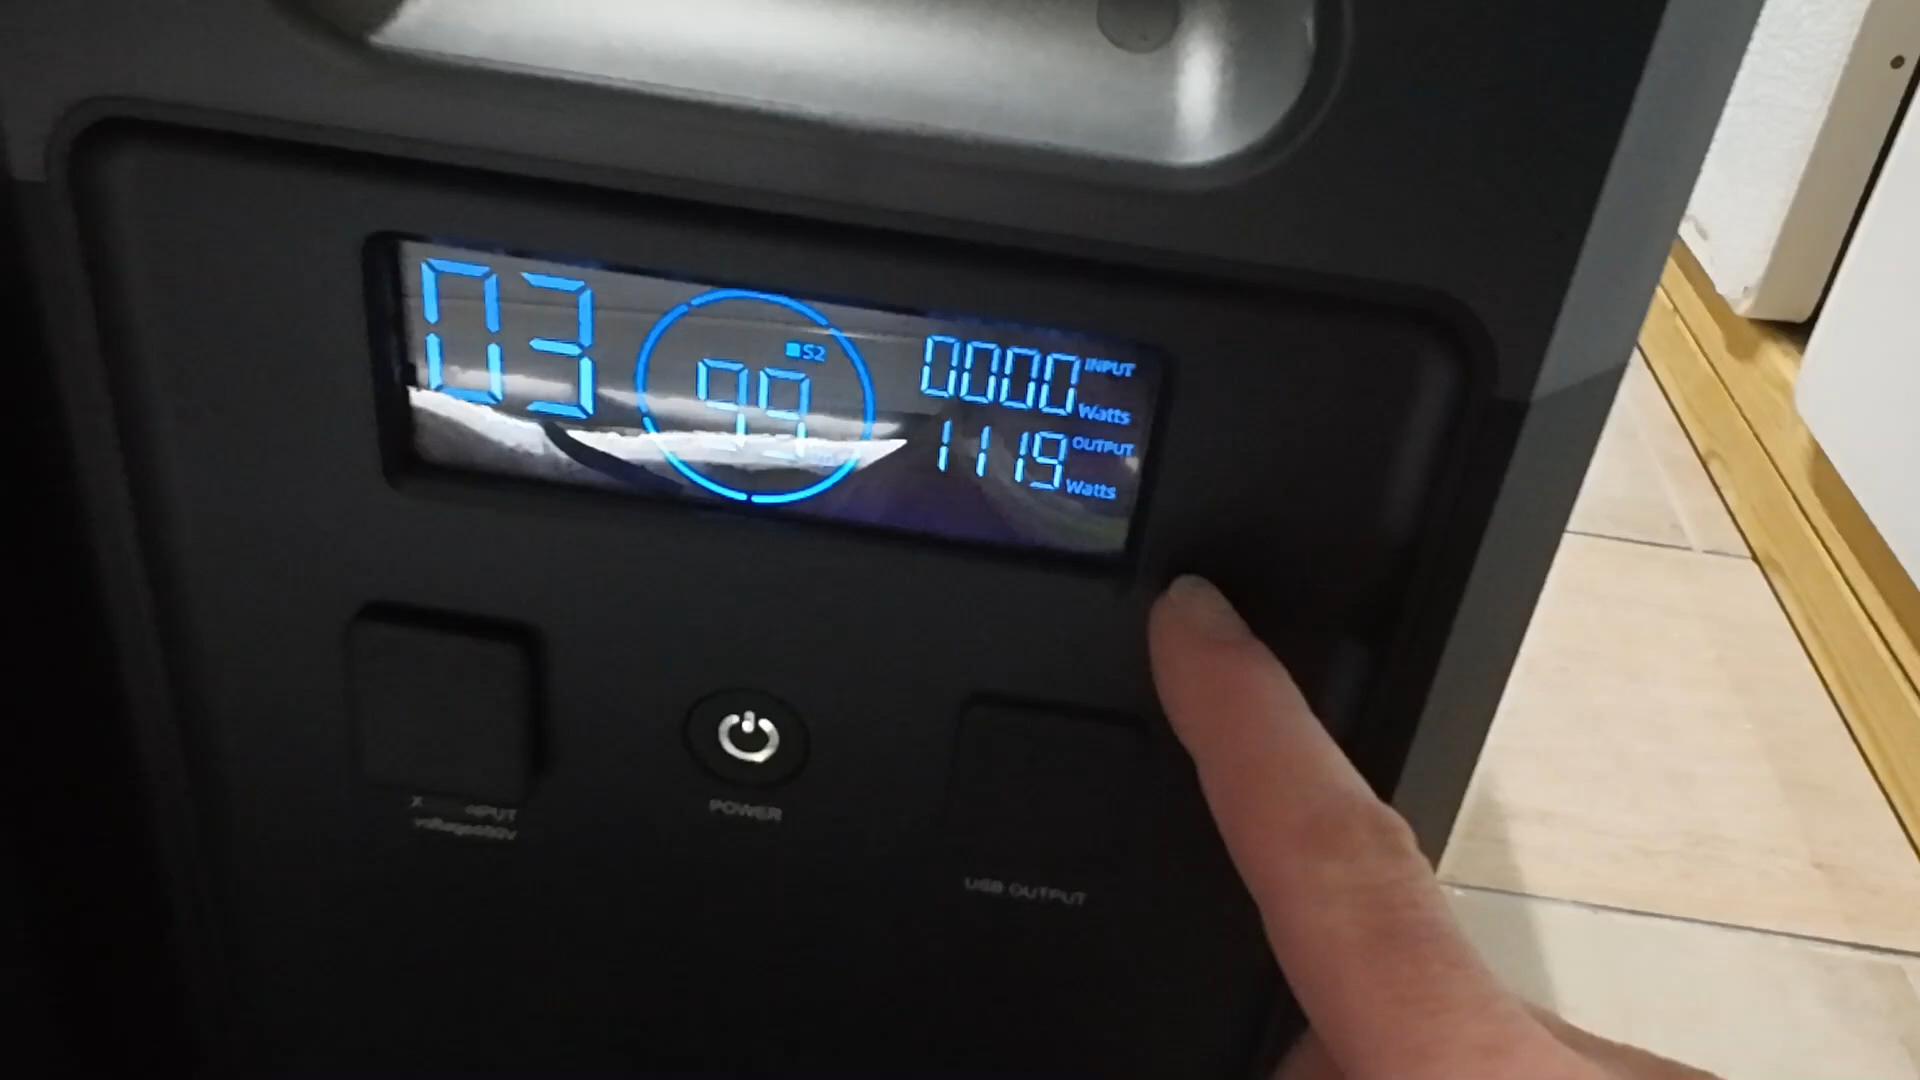 03
S2
99
0000 INPUT
Watts
1119 OUTPUT
Watts
POWER
USB OUTPUT